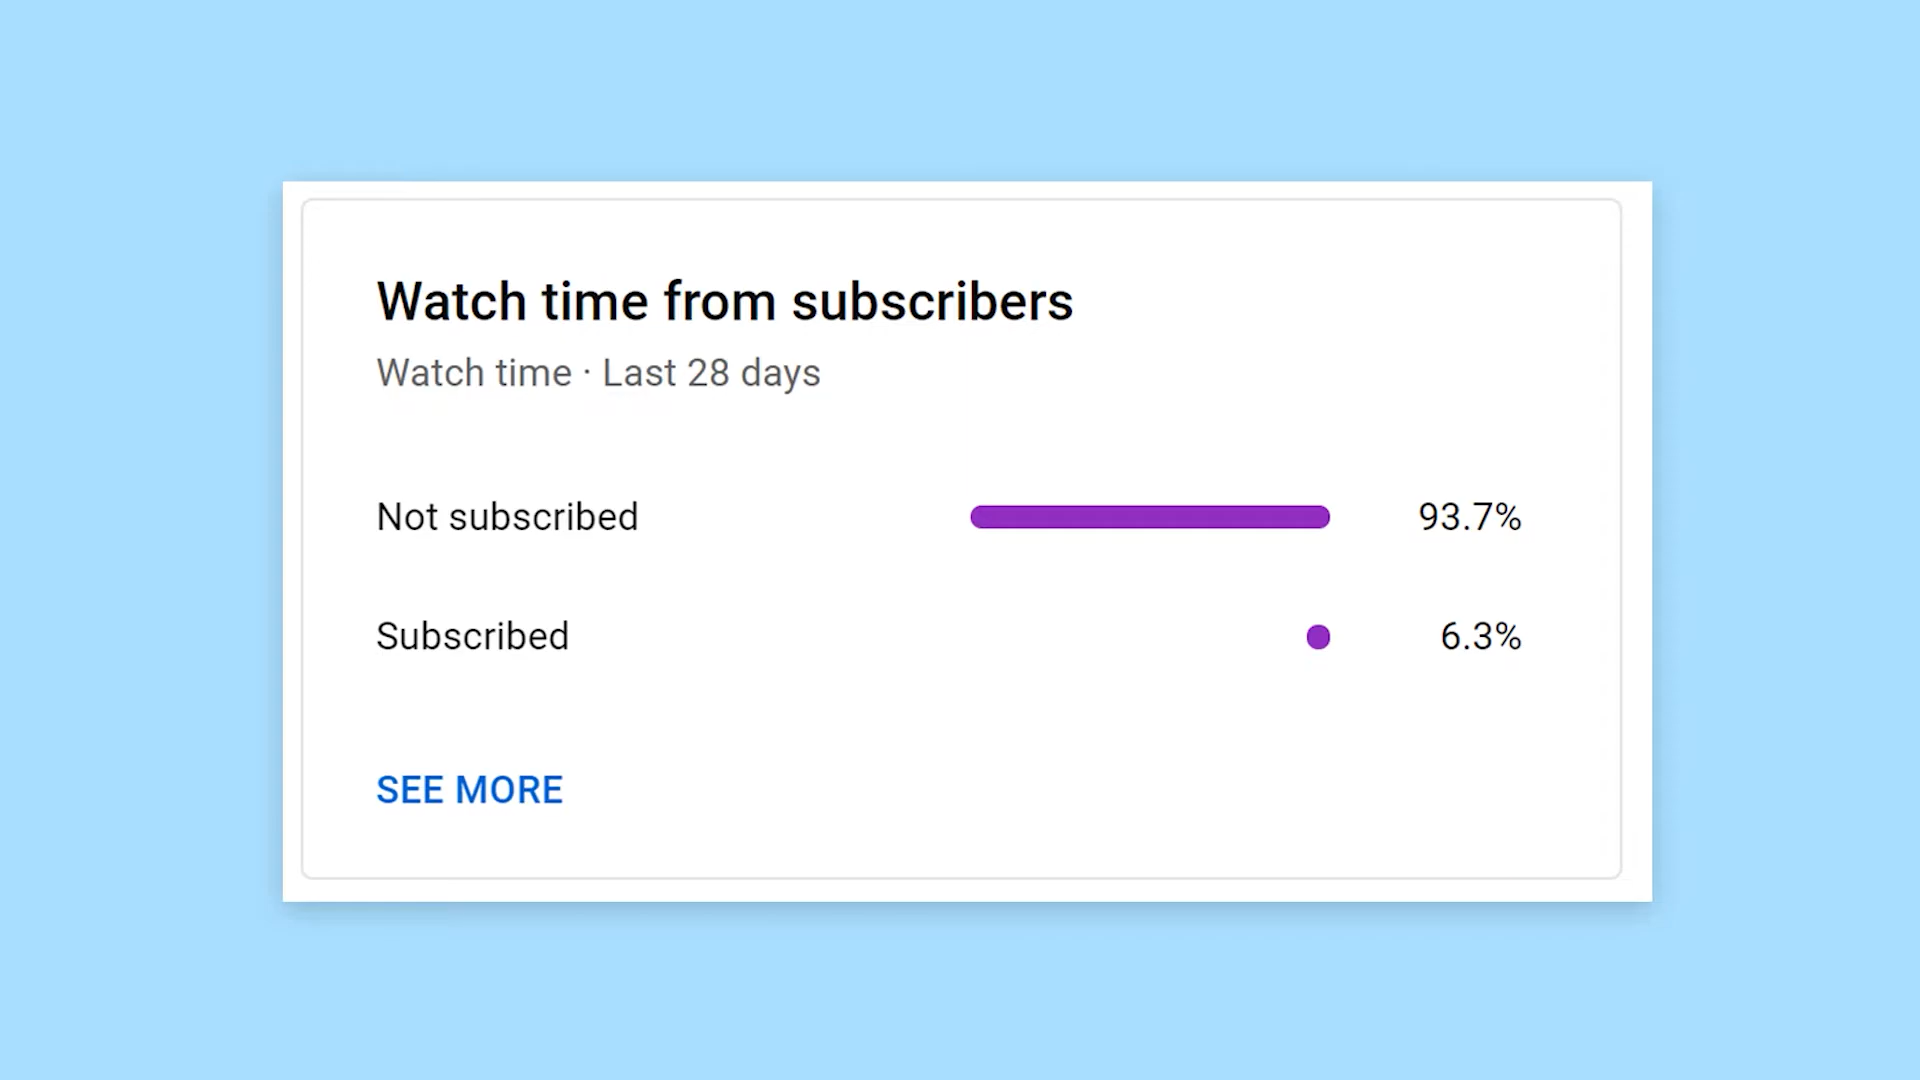 Watch time from subscribers
Watch time · Last 28 days
Not subscribed 93.7%
Subscribed 6.3%
SEE MORE